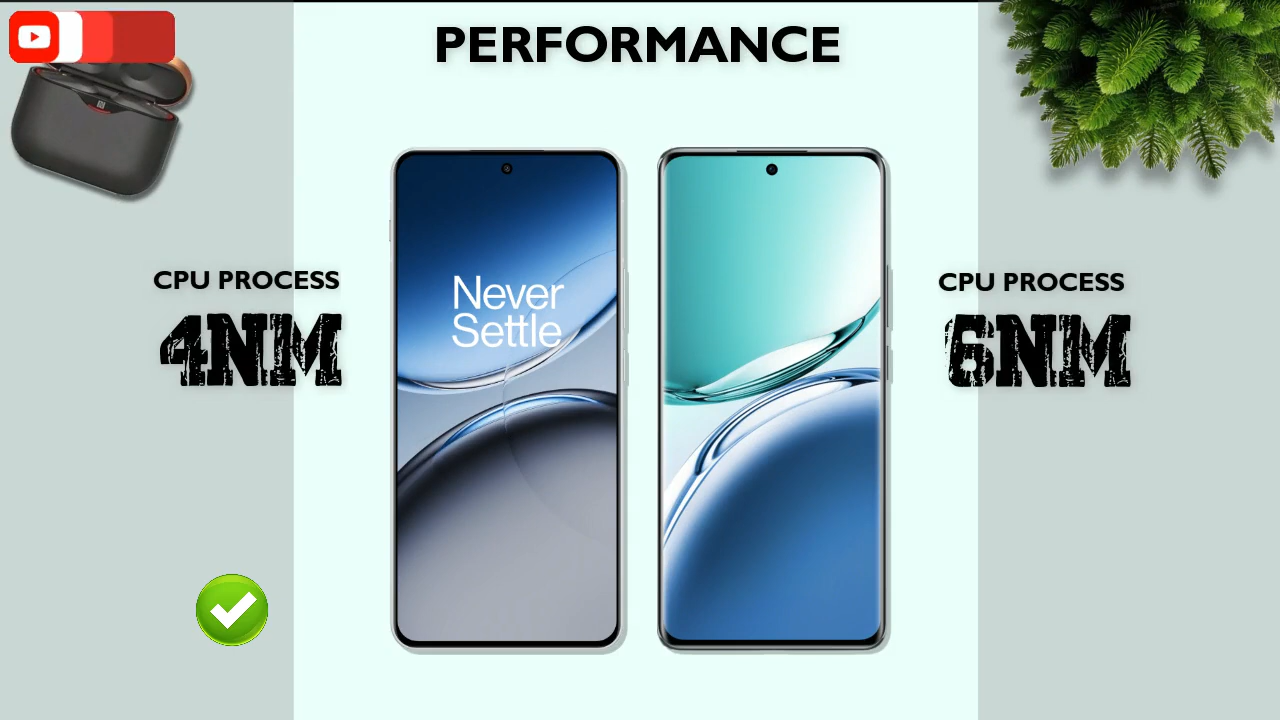 PERFORMANCE
CPU PROCESS
4NM
Never
Settle
CPU PROCESS
6NM